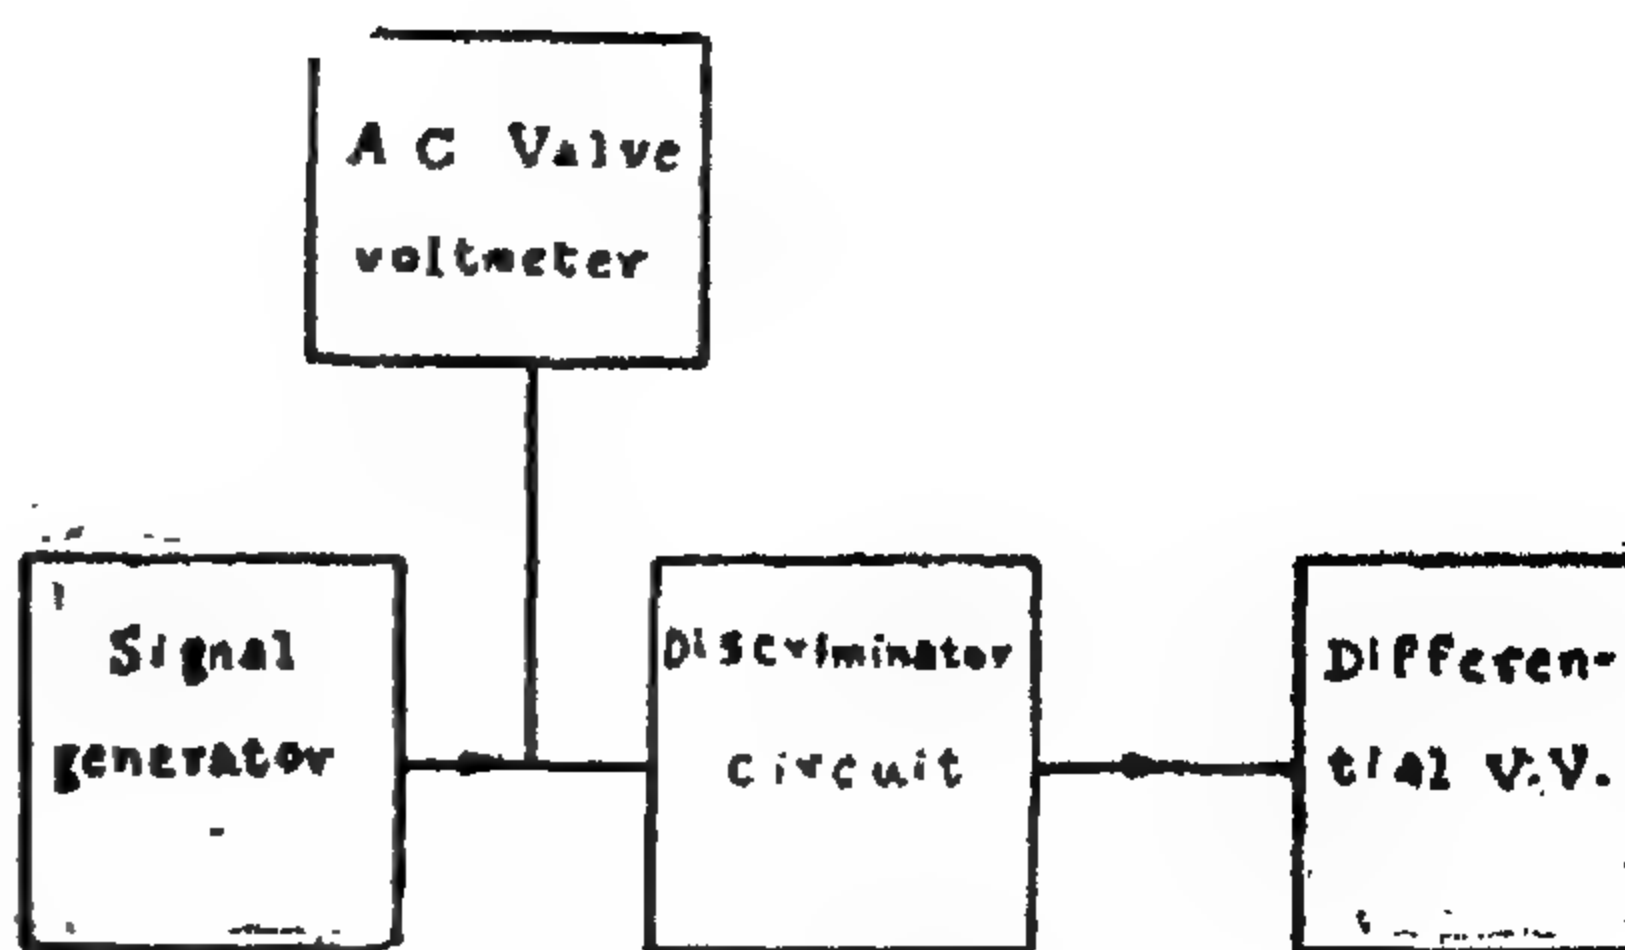 A C Valve
voltmeter
Signal
generator
Discriminator
circuit
Differen-
tial V.V.